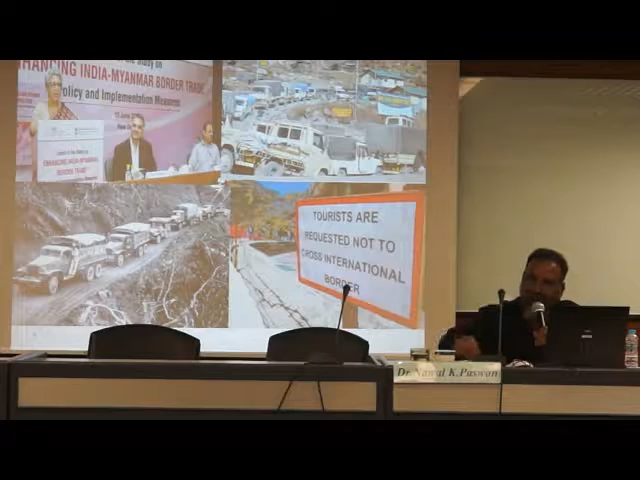 ENHANCING INDIA-MYANMAR BORDER TRADE
Policy and Implementation Measures
ENHANCING INDIA-MYANMAR
BORDER TRADE
TOURISTS ARE
REQUESTED NOT TO
CROSS INTERNATIONAL
BORDER
Dr. Nawal K.Paswan